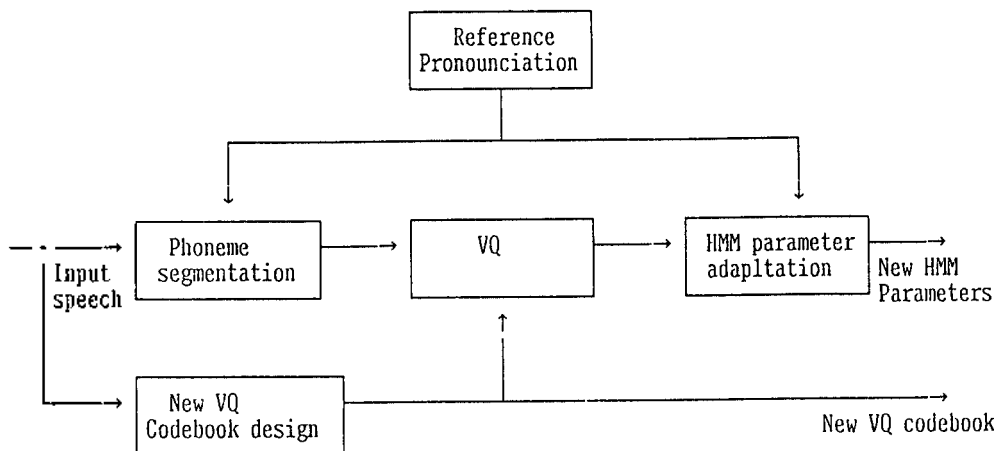 Reference
Pronounciation
Phoneme
segmentation
VQ
HMM parameter
adapltation
Input
speech
New HMM
Parameters
New VQ
Codebook design
New VQ codebook